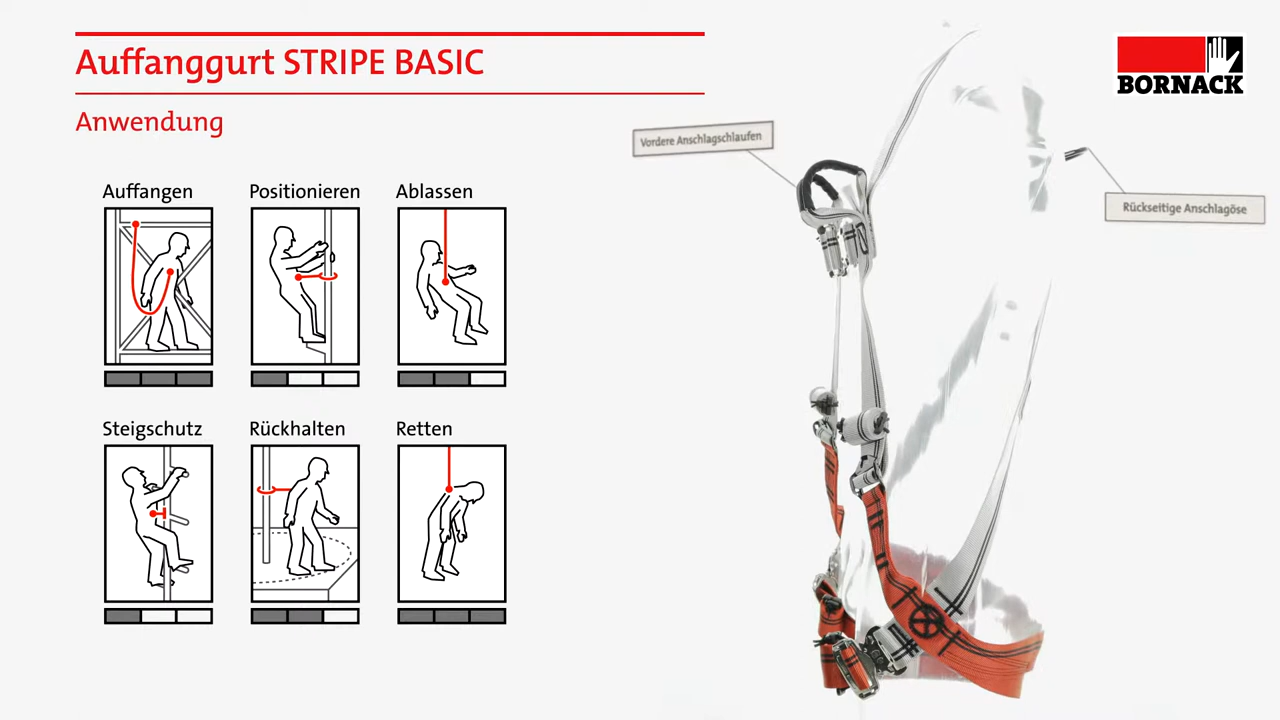 Auffanggurt STRIPE BASIC
BORNACK
Anwendung
Vordere Anschlagschlaufen
Rückseitige Anschlagöse
Auffangen
Positionieren
Ablassen
Steigschutz
Rückhalten
Retten